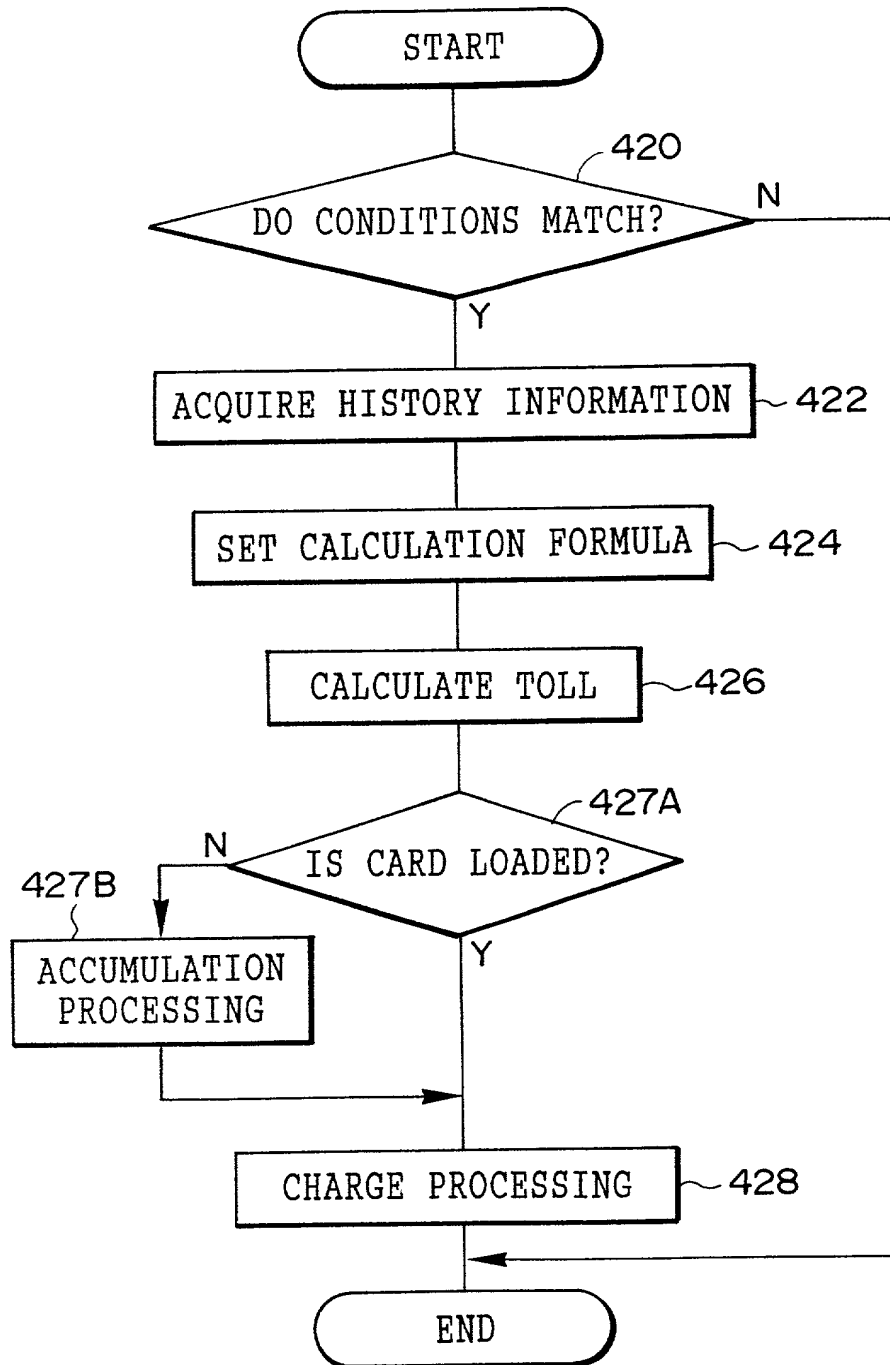 START
420
DO CONDITIONS MATCH?
N
Y
ACQUIRE HISTORY INFORMATION
422
SET CALCULATION FORMULA
424
CALCULATE TOLL
426
427A
N
IS CARD LOADED?
427B
Y
ACCUMULATION
PROCESSING
CHARGE PROCESSING
428
END